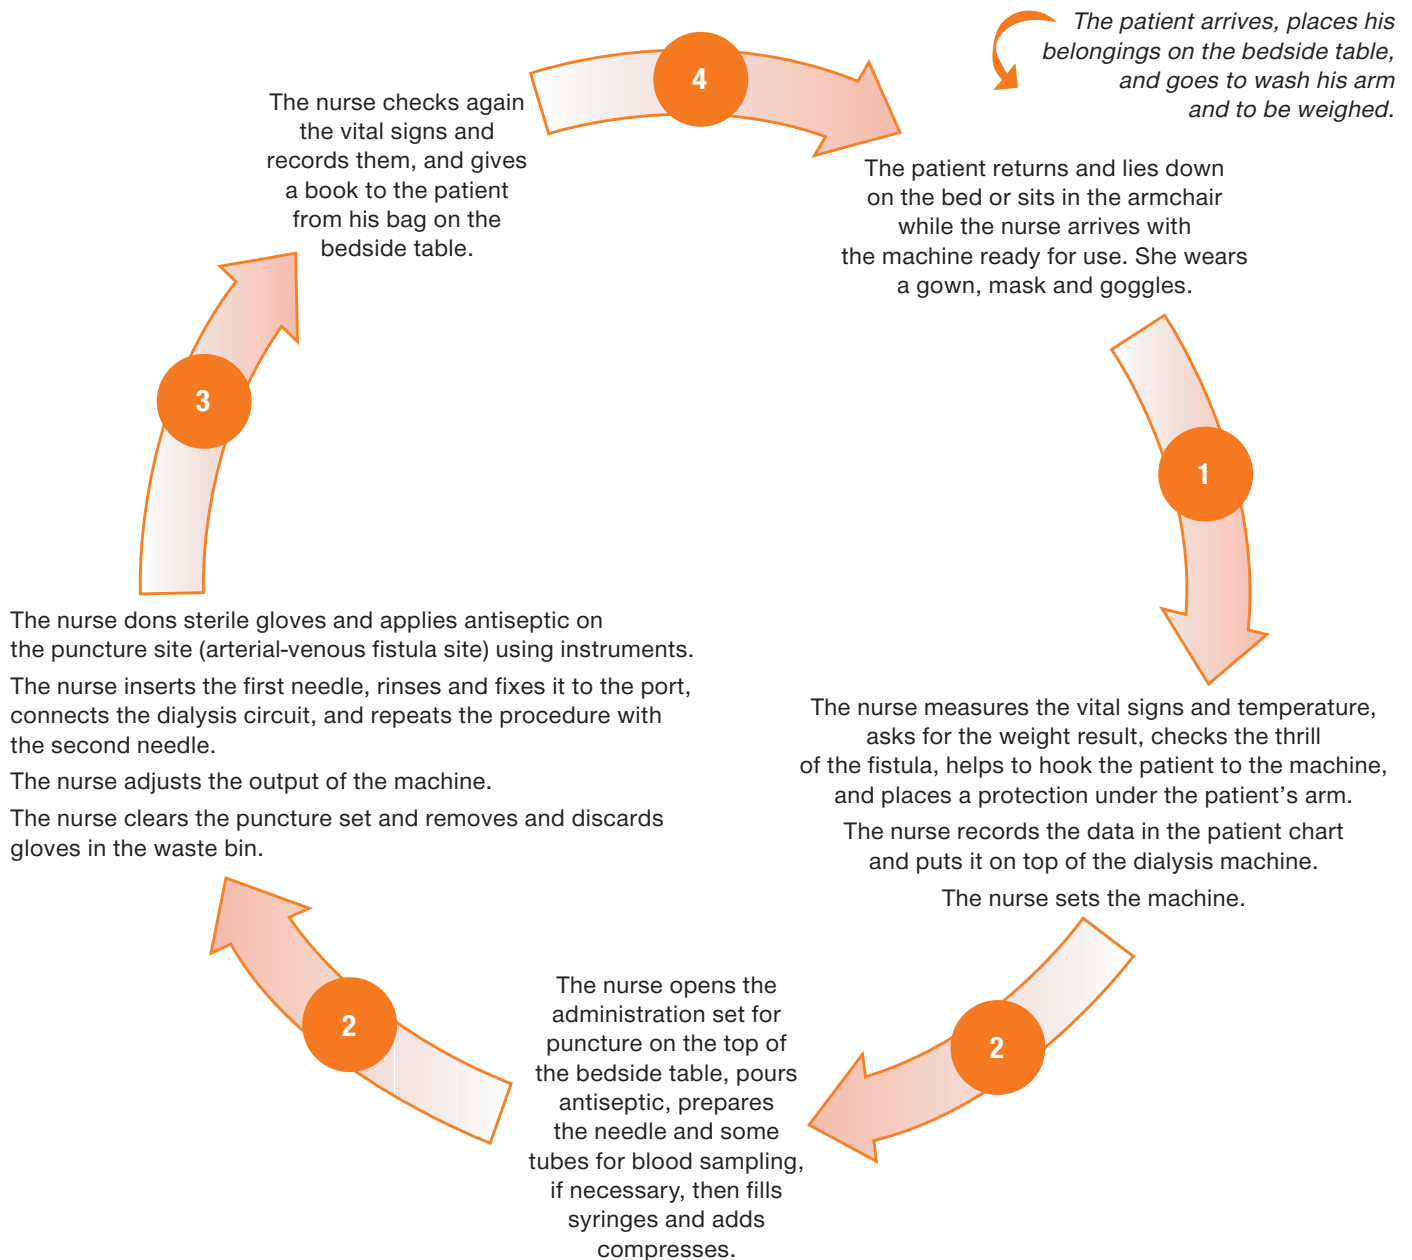 The patient arrives, places his
belongings on the bedside table,
and goes to wash his arm
and to be weighed.
The patient returns and lies down
on the bed or sits in the armchair
while the nurse arrives with
the machine ready for use. She wears
a gown, mask and goggles.
1
The nurse measures the vital signs and temperature,
asks for the weight result, checks the thrill
of the fistula, helps to hook the patient to the machine,
and places a protection under the patient's arm.
The nurse records the data in the patient chart
and puts it on top of the dialysis machine.
The nurse sets the machine.
2
The nurse opens the
administration set for
puncture on the top of
the bedside table, pours
antiseptic, prepares
the needle and some
tubes for blood sampling,
if necessary, then fills
syringes and adds
compresses.
2
The nurse dons sterile gloves and applies antiseptic on
the puncture site (arterial-venous fistula site) using instruments.
The nurse inserts the first needle, rinses and fixes it to the port,
connects the dialysis circuit, and repeats the procedure with
the second needle.
The nurse adjusts the output of the machine.
The nurse clears the puncture set and removes and discards
gloves in the waste bin.
3
The nurse checks again
the vital signs and
records them, and gives
a book to the patient
from his bag on the
bedside table.
4